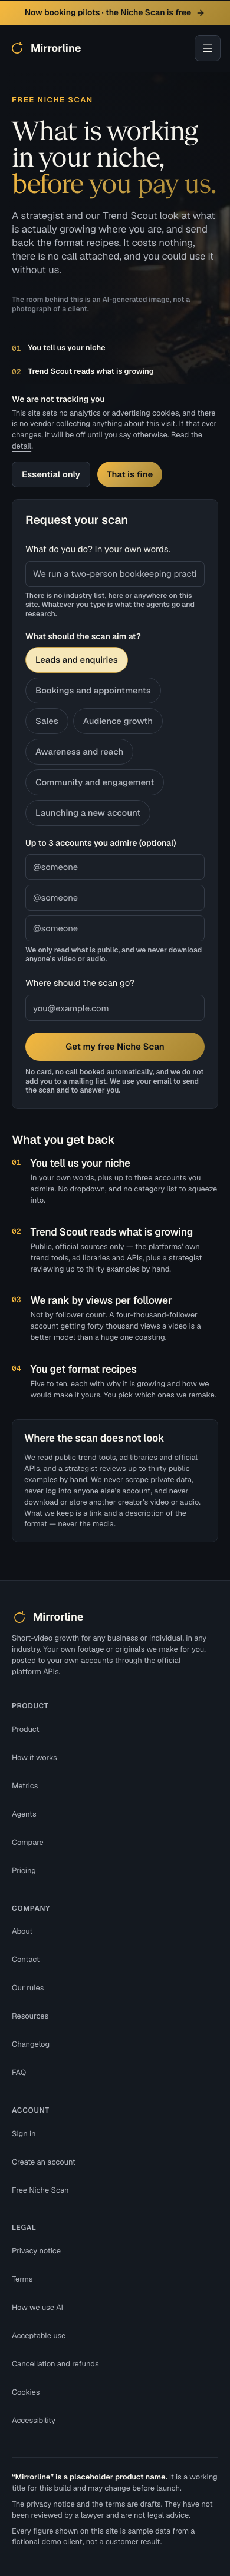 Now booking pilots · the Niche Scan is free →
Mirrorline
FREE NICHE SCAN
What is working
in your niche,
before you pay us.
A strategist and our Trend Scout look at what
is actually growing where you are, and send
back the format recipes. It costs nothing,
there is no call attached, and you could use it
without us.
The room behind this is an AI-generated image, not a
photograph of a client.
01 You tell us your niche
02 Trend Scout reads what is growing
We are not tracking you
This site sets no analytics or advertising cookies, and there
is no vendor collecting anything about this visit. If that ever
changes, it will be off until you say otherwise. Read the
detail.
Essential only
That is fine
Request your scan
What do you do? In your own words.
We run a two-person bookkeeping practi
There is no industry list, here or anywhere on this
site. Whatever you type is what the agents go and
research.
What should the scan aim at?
Leads and enquiries
Bookings and appointments
Sales
Audience growth
Awareness and reach
Community and engagement
Launching a new account
Up to 3 accounts you admire (optional)
@someone
@someone
@someone
We only read what is public, and we never download
anyone's video or audio.
Where should the scan go?
you@example.com
Get my free Niche Scan
No card, no call booked automatically, and we do not
add you to a mailing list. We use your email to send
the scan and to answer you.
What you get back
01 You tell us your niche
In your own words, plus up to three accounts you
admire. No dropdown, and no category list to squeeze
into.
02 Trend Scout reads what is growing
Public, official sources only — the platforms' own
trend tools, ad libraries and APIs, plus a strategist
reviewing up to thirty examples by hand.
03 We rank by views per follower
Not by follower count. A four-thousand-follower
account getting forty thousand views a video is a
better model than a huge one coasting.
04 You get format recipes
Five to ten, each with why it is growing and how we
would make it yours. You pick which ones we remake.
Where the scan does not look
We read public trend tools, ad libraries and official
APIs, and a strategist reviews up to thirty public
examples by hand. We never scrape private data,
never log into anyone else's account, and never
download or store another creator's video or audio.
What we keep is a link and a description of the
format — never the media.
Mirrorline
Short-video growth for any business or individual, in any
industry. Your own footage or originals we make for you,
posted to your own accounts through the official
platform APIs.
PRODUCT
Product
How it works
Metrics
Agents
Compare
Pricing
COMPANY
About
Contact
Our rules
Resources
Changelog
FAQ
ACCOUNT
Sign in
Create an account
Free Niche Scan
LEGAL
Privacy notice
Terms
How we use AI
Acceptable use
Cancellation and refunds
Cookies
Accessibility
“Mirrorline” is a placeholder product name. It is a working
title for this build and may change before launch.
The privacy notice and the terms are drafts. They have not
been reviewed by a lawyer and are not legal advice.
Every figure shown on this site is sample data from a
fictional demo client, not a customer result.